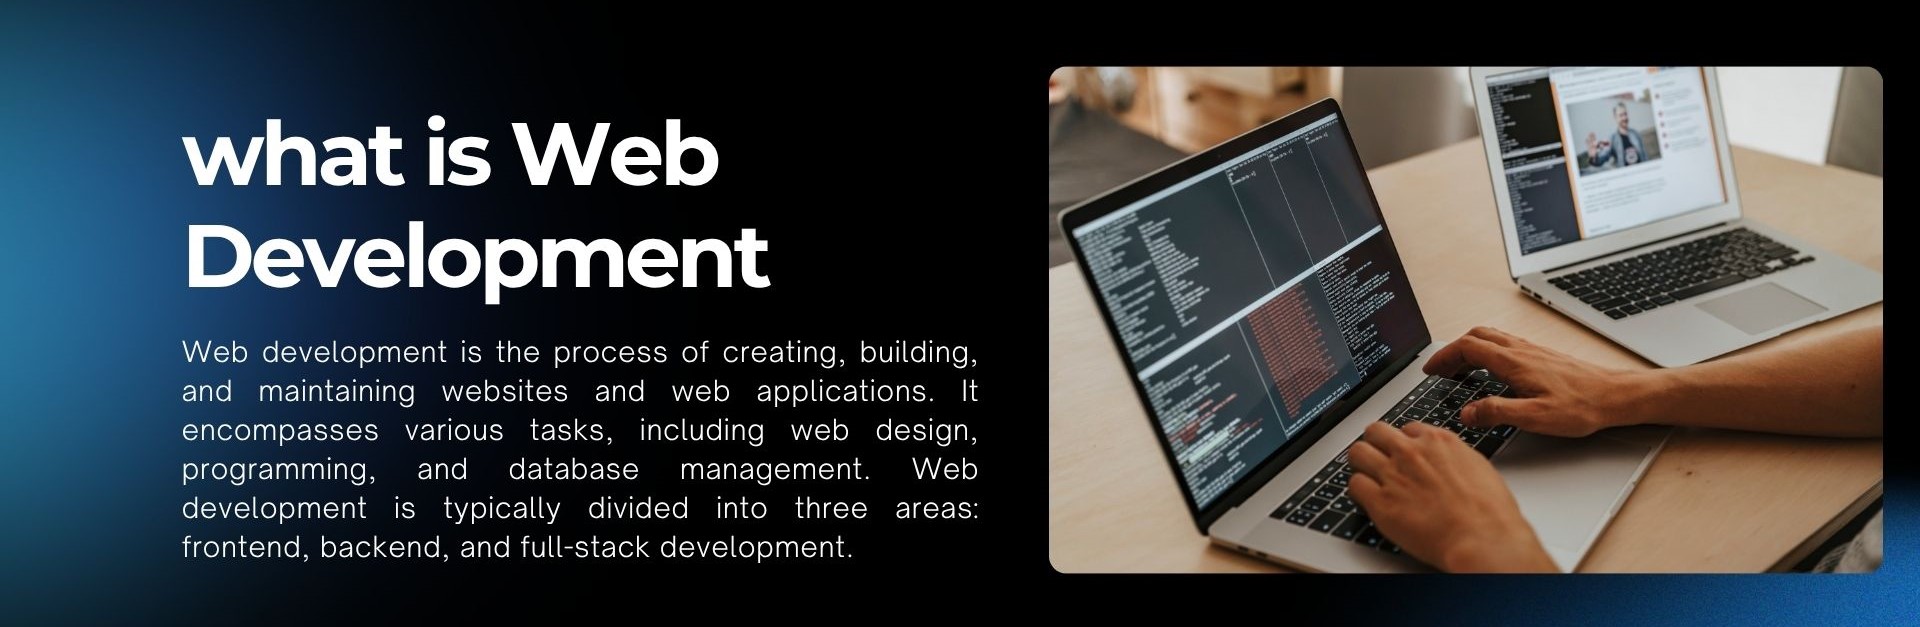 what is Web
Development
Web development is the process of creating, building,
and maintaining websites and web applications. It
encompasses various tasks, including web design,
programming, and database management. Web
development is typically divided into three areas:
frontend, backend, and full-stack development.